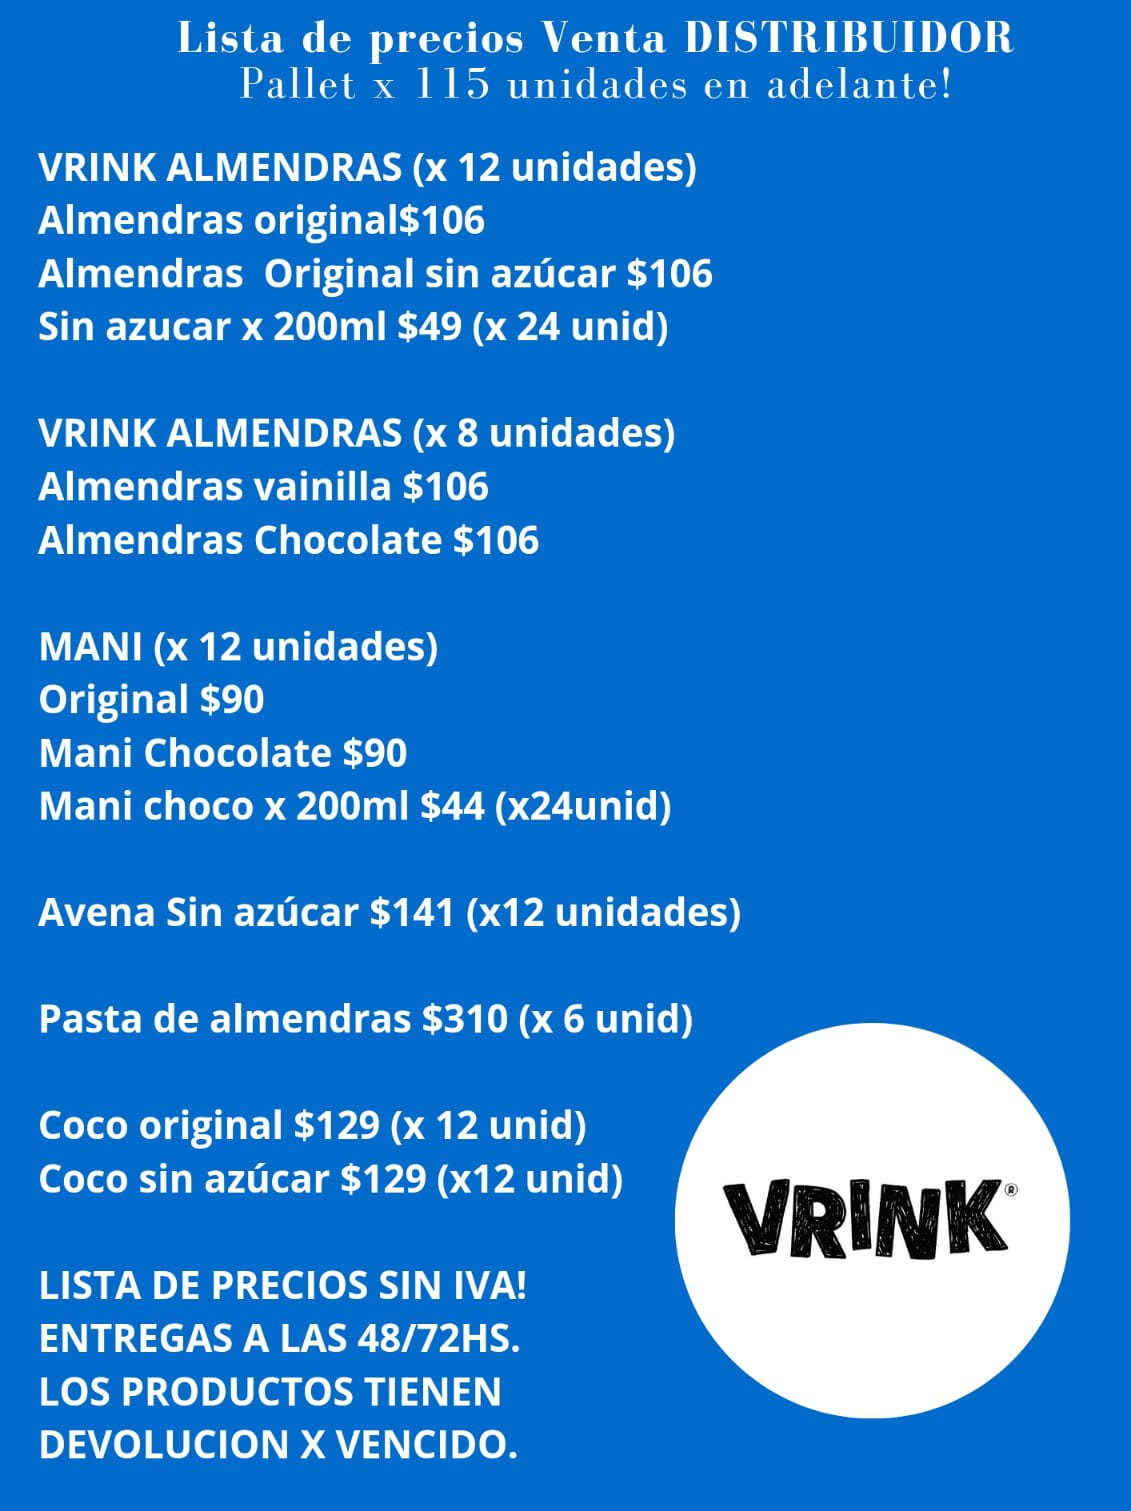 Lista de precios Venta DISTRIBUIDOR
Pallet x 115 unidades en adelante!
VRINK ALMENDRAS (x 12 unidades)
Almendras original$106
Almendras  Original sin azúcar $106
Sin azucar x 200ml $49 (x 24 unid)
VRINK ALMENDRAS (x 8 unidades)
Almendras vainilla $106
Almendras Chocolate $106
MANI (x 12 unidades)
Original $90
Mani Chocolate $90
Mani choco x 200ml $44 (x24unid)
Avena Sin azúcar $141 (x12 unidades)
Pasta de almendras $310 (x 6 unid)
Coco original $129 (x 12 unid)
Coco sin azúcar $129 (x12 unid)
VRINK®
LISTA DE PRECIOS SIN IVA!
ENTREGAS A LAS 48/72HS.
LOS PRODUCTOS TIENEN
DEVOLUCION X VENCIDO.